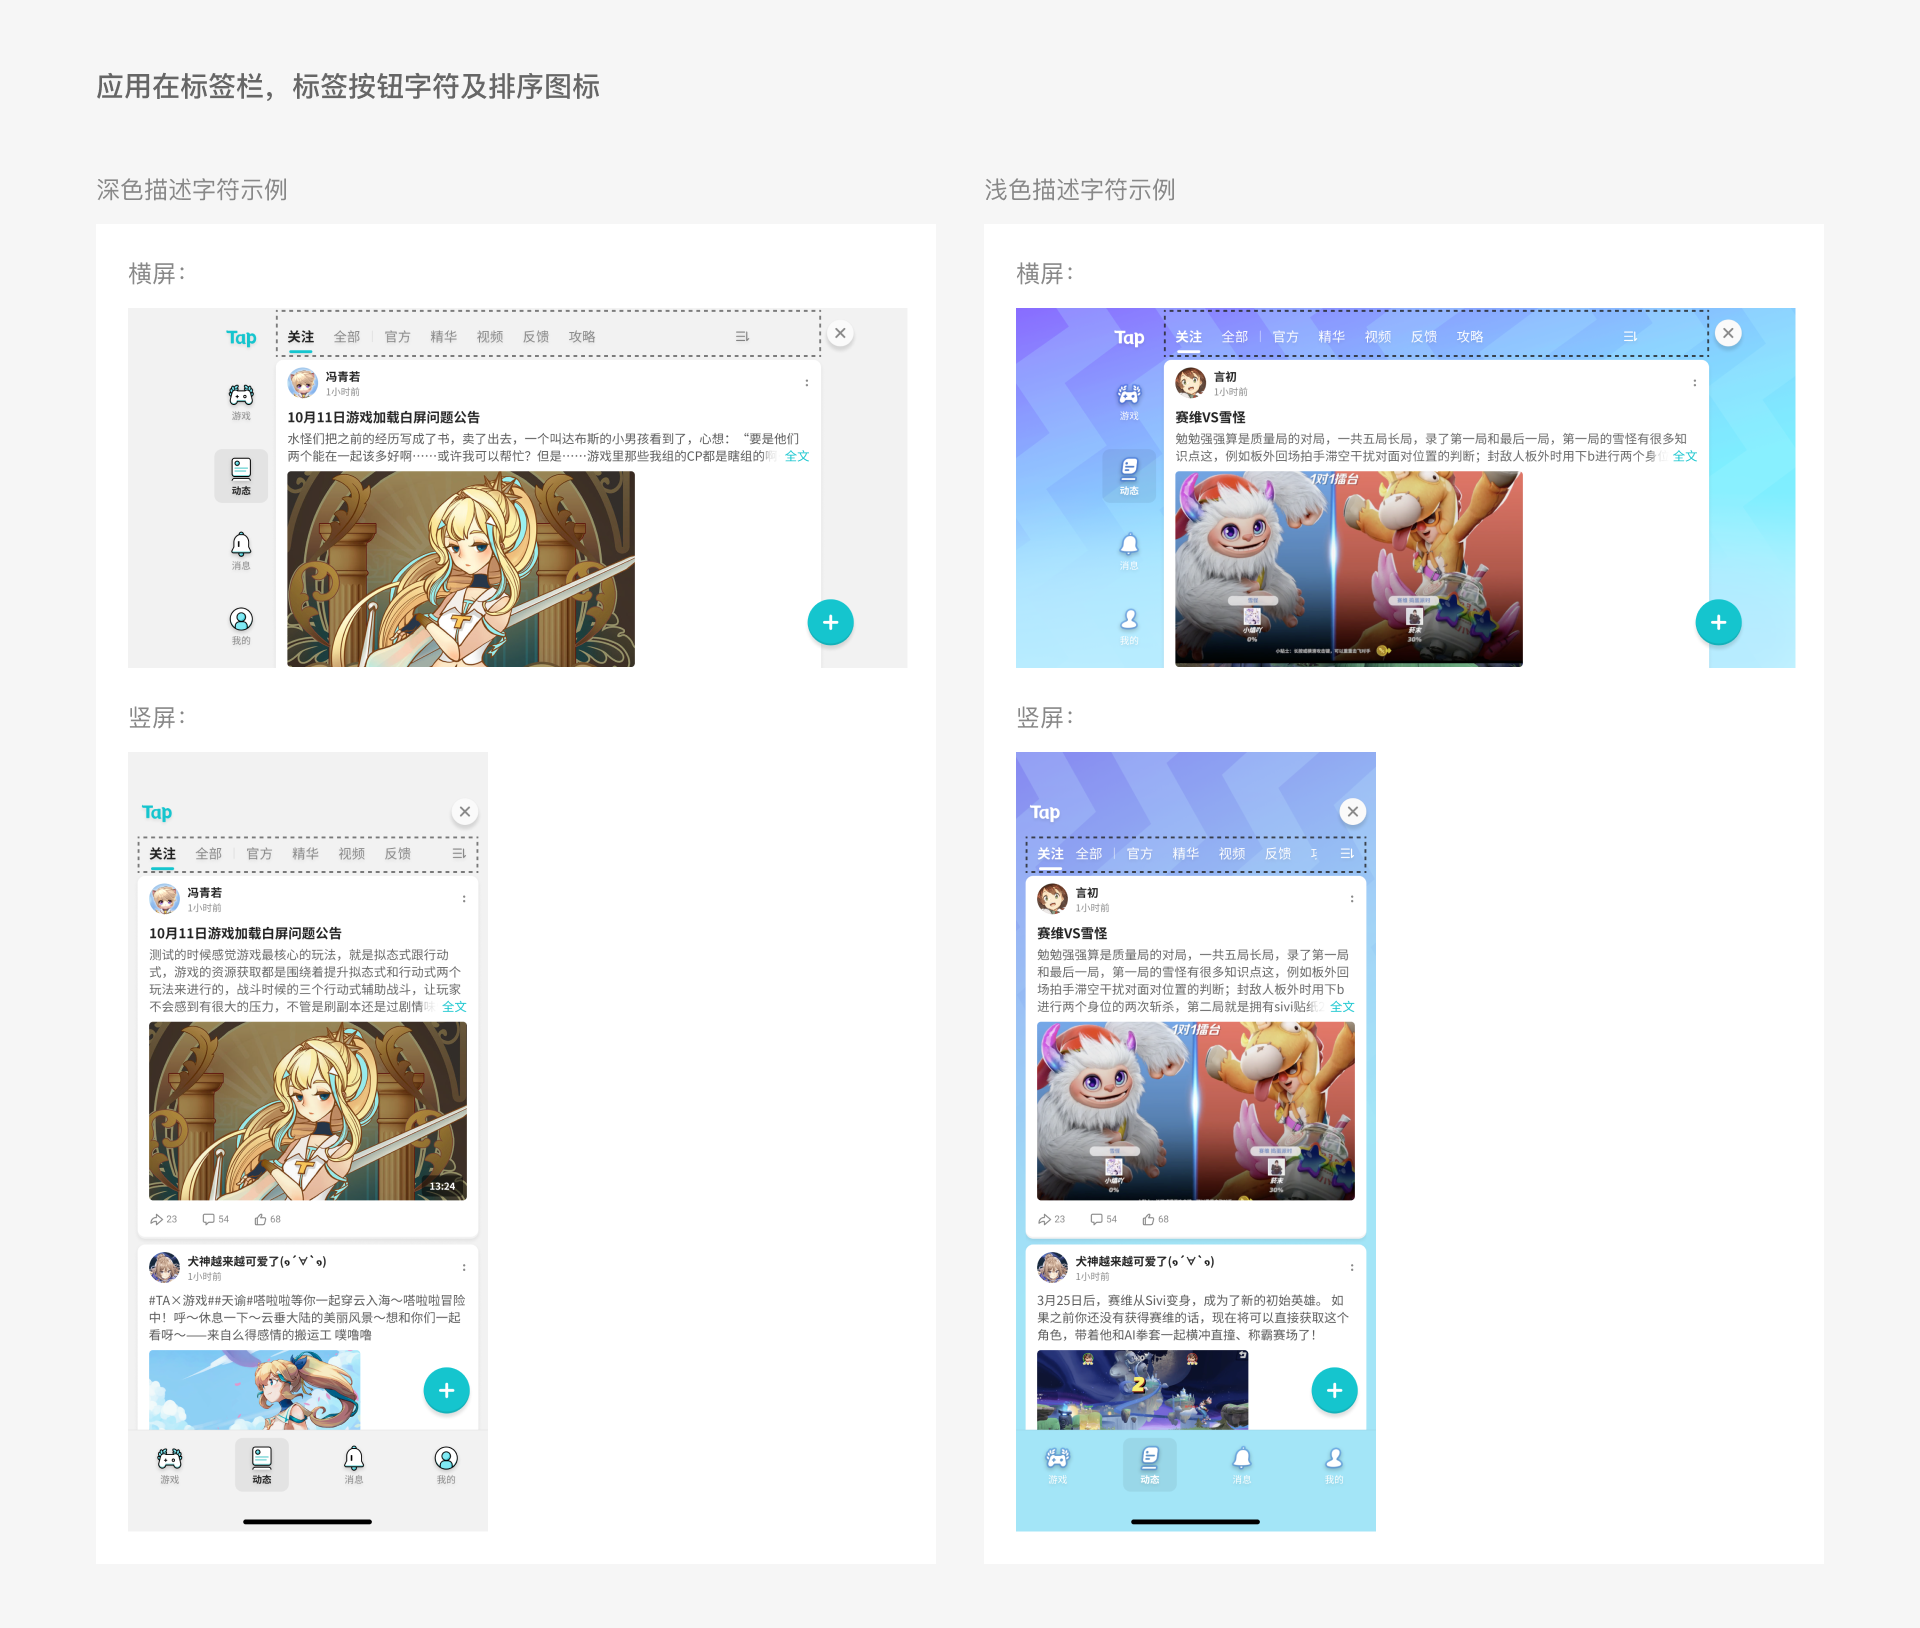 应用在标签栏，标签按钮字符及排序图标
深色描述字符示例
横屏：
Tap
关注 全部 官方 精华 视频 反馈 攻略
游戏
动态
消息
我的
冯青若
1小时前
10月11日游戏加载白屏问题公告
水怪们把之前的经历写成了书，卖了出去，一个叫达布斯的小男孩看到了，心想：“要是他们
两个能在一起该多好啊……或许我可以帮忙？但是……游戏里那些我组的CP都是瞎组的 全文
竖屏：
Tap
关注 全部 官方 精华 视频 反馈
冯青若
1小时前
10月11日游戏加载白屏问题公告
测试的时候感觉游戏最核心的玩法，就是拟态式跟行动
式，游戏的资源获取都是围绕着提升拟态式和行动式两个
玩法来进行的，战斗时候的三个行动式辅助战斗，让玩家
不会感到有很大的压力，不管是刷副本还是过剧情 全文
13:24
23 54 68
犬神越来越可爱了(๑´∀`๑)
1小时前
#TA×游戏##天谕#嗒啦啦等你一起穿云入海～嗒啦啦冒险
中！呼～休息一下～云垂大陆的美丽风景～想和你们一起
看呀～——来自么得感情的搬运工 噗噜噜
游戏 动态 消息 我的
浅色描述字符示例
横屏：
Tap
关注 全部 官方 精华 视频 反馈 攻略
游戏
动态
消息
我的
言初
1小时前
赛维VS雪怪
勉勉强强算是质量局的对局，一共五局长局，录了第一局和最后一局，第一局的雪怪有很多知
识点这，例如板外回场拍手滞空干扰对面对位置的判断；封敌人板外时用下b进行两个身 全文
1对1擂台
0%
30%
竖屏：
Tap
关注 全部 官方 精华 视频 反馈
言初
1小时前
赛维VS雪怪
勉勉强强算是质量局的对局，一共五局长局，录了第一局
和最后一局，第一局的雪怪有很多知识点这，例如板外回
场拍手滞空干扰对面对位置的判断；封敌人板外时用下b
进行两个身位的两次斩杀，第二局就是拥有sivi贴纸 全文
1对1擂台
0%
30%
23 54 68
犬神越来越可爱了(๑´∀`๑)
1小时前
3月25日后，赛维从Sivi变身，成为了新的初始英雄。 如
果之前你还没有获得赛维的话，现在将可以直接获取这个
角色，带着他和AI拳套一起横冲直撞、称霸赛场了！
2
游戏 动态 消息 我的